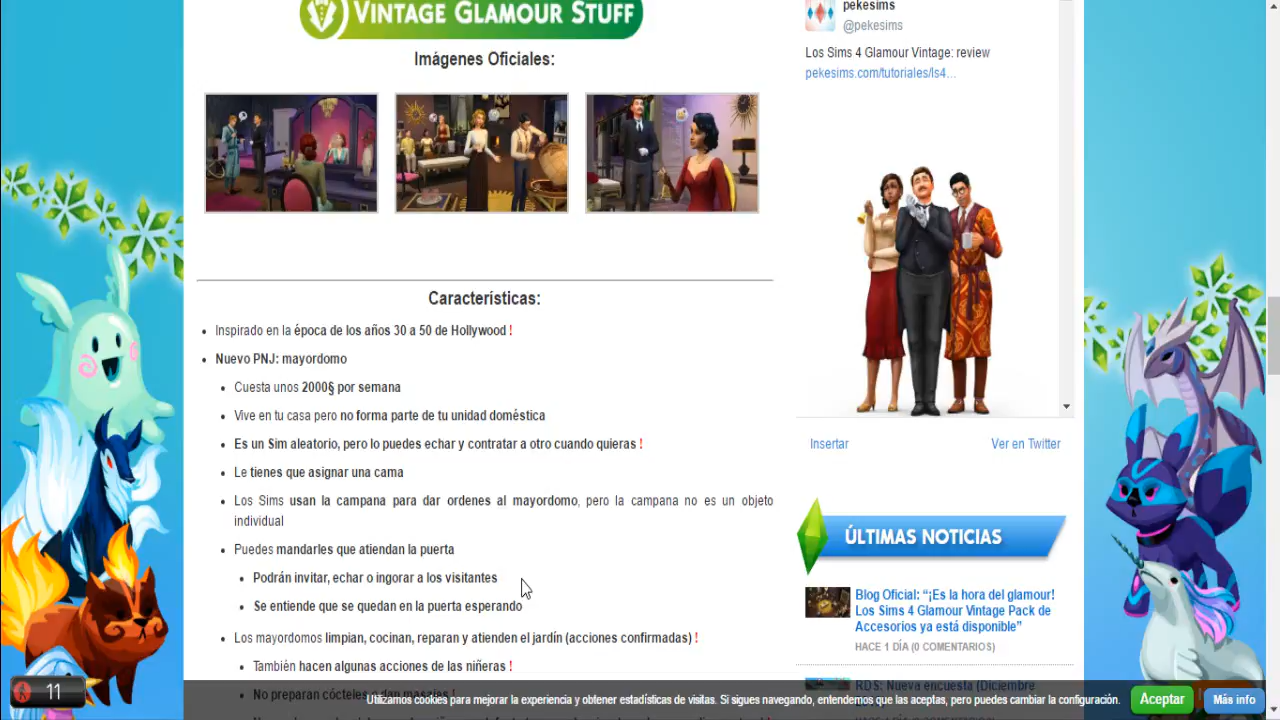 VINTAGE GLAMOUR STUFF
Imágenes Oficiales:
Características:
Inspirado en la época de los años 30 a 50 de Hollywood !
Nuevo PNJ: mayordomo
Cuesta unos 2000§ por semana
Vive en tu casa pero no forma parte de tu unidad doméstica
Es un Sim aleatorio, pero lo puedes echar y contratar a otro cuando quieras !
Le tienes que asignar una cama
Los Sims usan la campana para dar ordenes al mayordomo, pero la campana no es un objeto
individual
Puedes mandarles que atiendan la puerta
Podrán invitar, echar o ingorar a los visitantes
Se entiende que se quedan en la puerta esperando
Los mayordomos limpian, cocinan, reparan y atienden el jardín (acciones confirmadas) !
Tambièn hacen algunas acciones de las niñeras !
No preparan cócteles o dan masajes !
pekesims
@pekesims
Los Sims 4 Glamour Vintage: review
pekesims.com/tutoriales/ls4…
Insertar
Ver en Twitter
ÚLTIMAS NOTICIAS
Blog Oficial: “¡Es la hora del glamour!
Los Sims 4 Glamour Vintage Pack de
Accesorios ya está disponible”
HACE 1 DÍA (0 COMENTARIOS)
RDS: Nueva encuesta (Diciembre
11
Utilizamos cookies para mejorar la experiencia y obtener estadísticas de visitas. Si sigues navegando, entendemos que las aceptas, pero puedes cambiar la configuración.
Aceptar
Más info